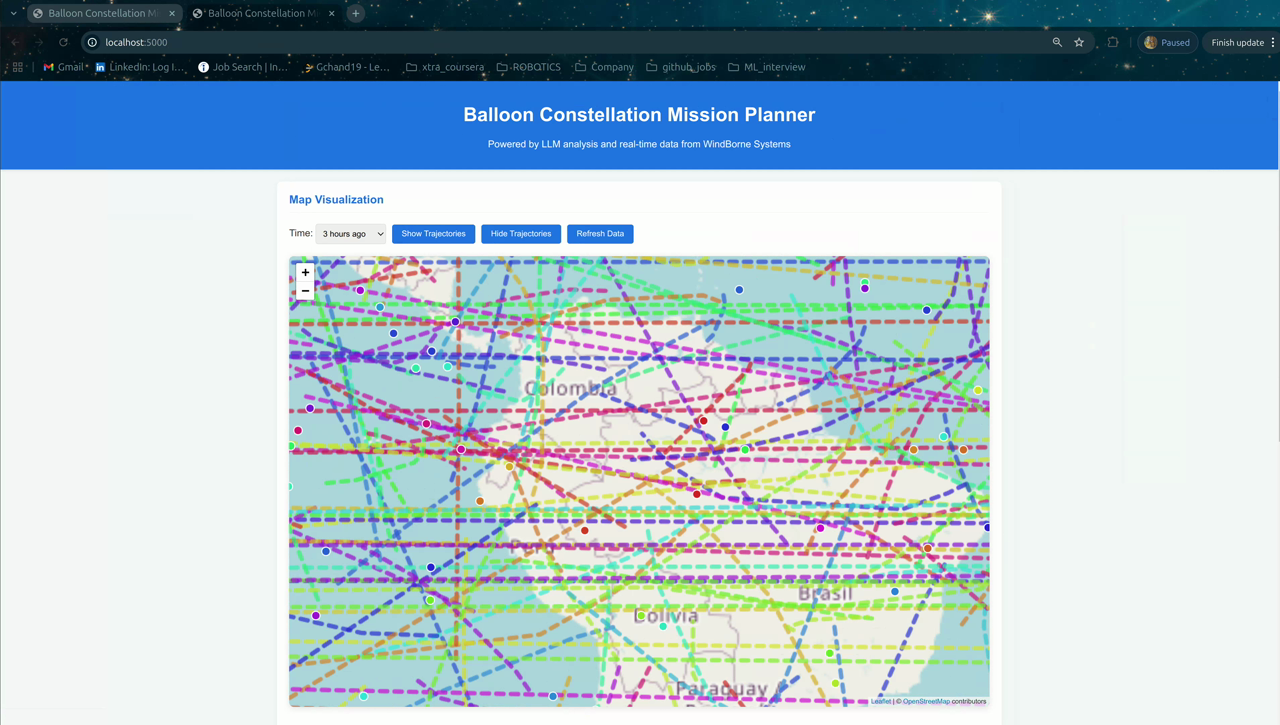 Balloon Constellation Mi
Balloon Constellation M
localhost:5000
Paused
Finish update
Gmail
LinkedIn: Log I...
Job Search | In...
Gchand19 - Le...
xtra_coursera
ROBOTICS
Company
github_jobs
ML_interview
Balloon Constellation Mission Planner
Powered by LLM analysis and real-time data from WindBorne Systems
Map Visualization
Time: 3 hours ago Show Trajectories Hide Trajectories Refresh Data
+
−
Colombia
Perú
Brasil
Bolivia
Paraguay
Leaflet | © OpenStreetMap contributors